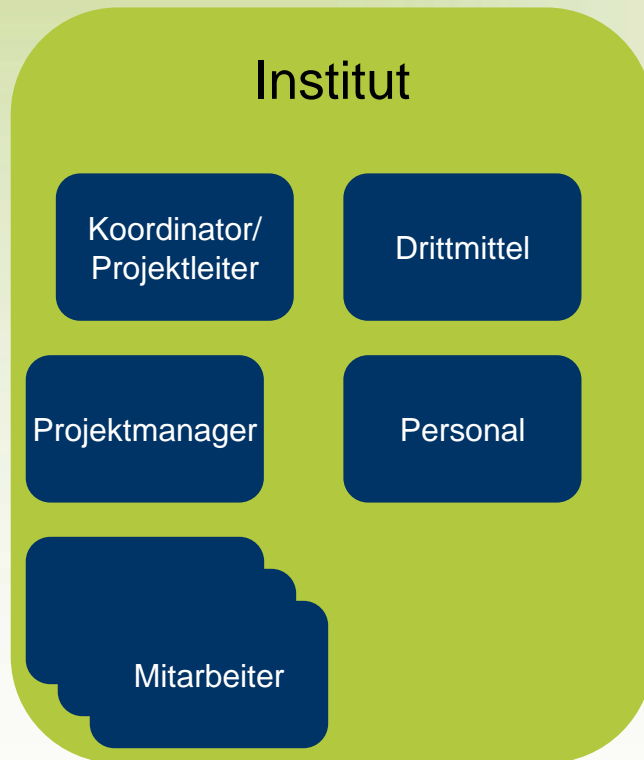 Institut
Koordinator/
Projektleiter
Drittmittel
Projektmanager
Personal
Mitarbeiter